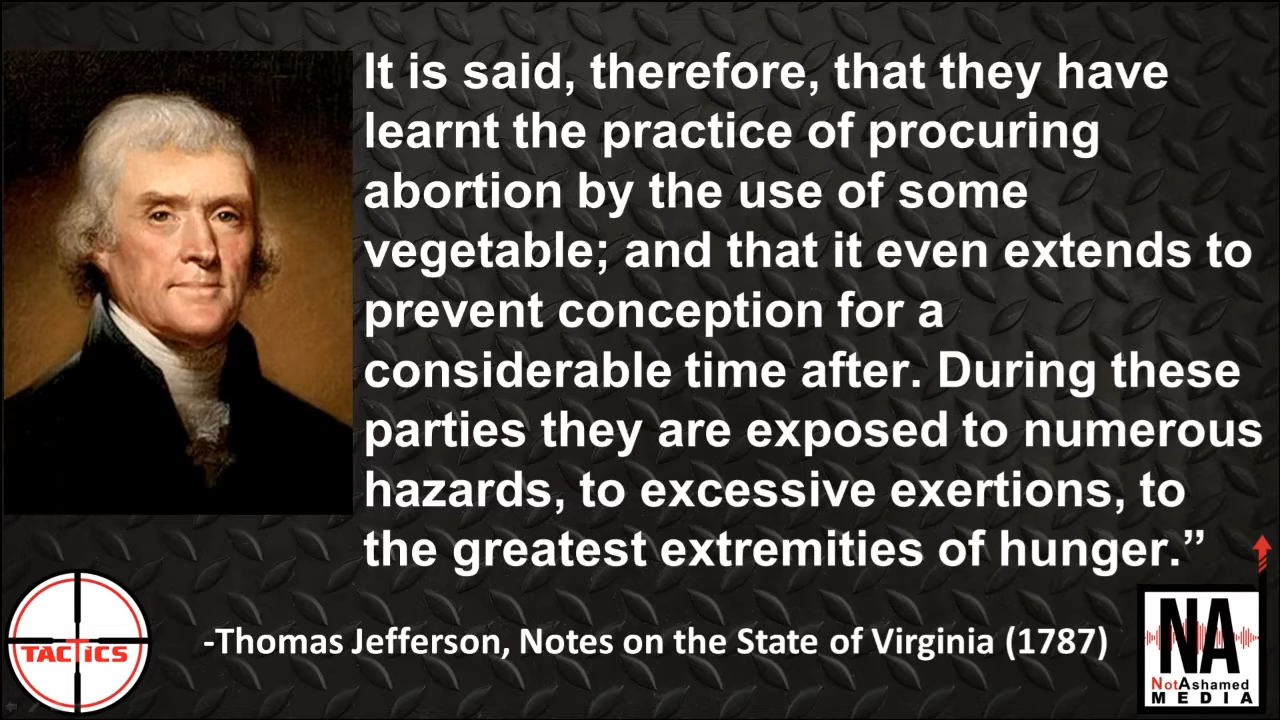 It is said, therefore, that they have
learnt the practice of procuring
abortion by the use of some
vegetable; and that it even extends to
prevent conception for a
considerable time after. During these
parties they are exposed to numerous
hazards, to excessive exertions, to
the greatest extremities of hunger.”
-Thomas Jefferson, Notes on the State of Virginia (1787)
TACTICS
NA
NotAshamed
MEDIA